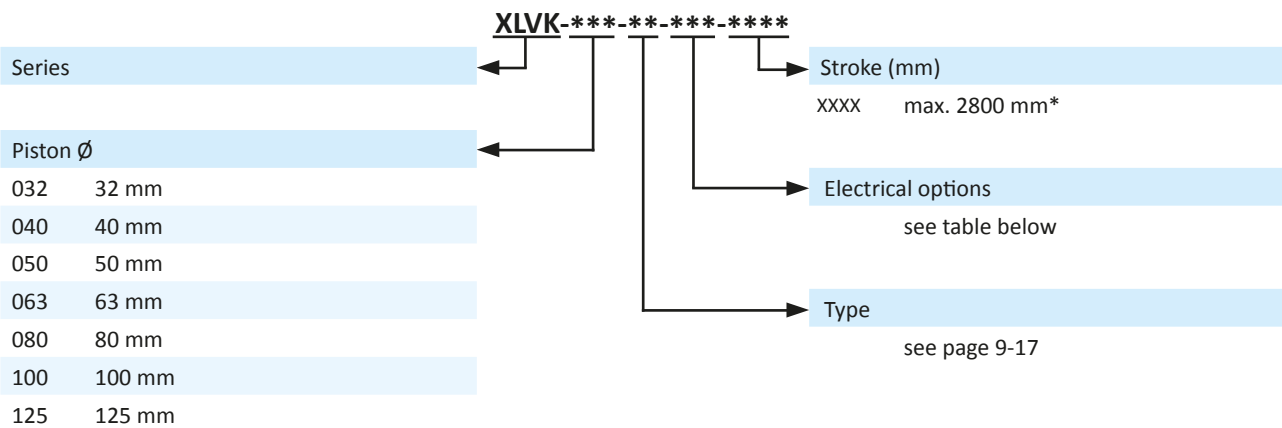 XLVK-***-**-***-****
Series
Piston Ø
032 32 mm
040 40 mm
050 50 mm
063 63 mm
080 80 mm
100 100 mm
125 125 mm
Stroke (mm)
XXXX max. 2800 mm*
Electrical options
see table below
Type
see page 9-17